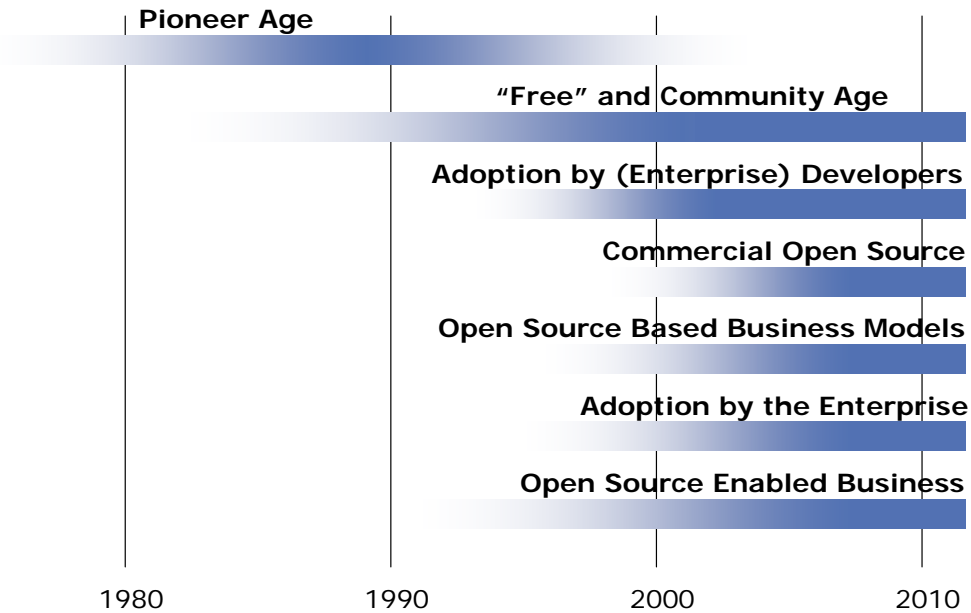 Pioneer Age
“Free” and Community Age
Adoption by (Enterprise) Developers
Commercial Open Source
Open Source Based Business Models
Adoption by the Enterprise
Open Source Enabled Business
1980 1990 2000 2010